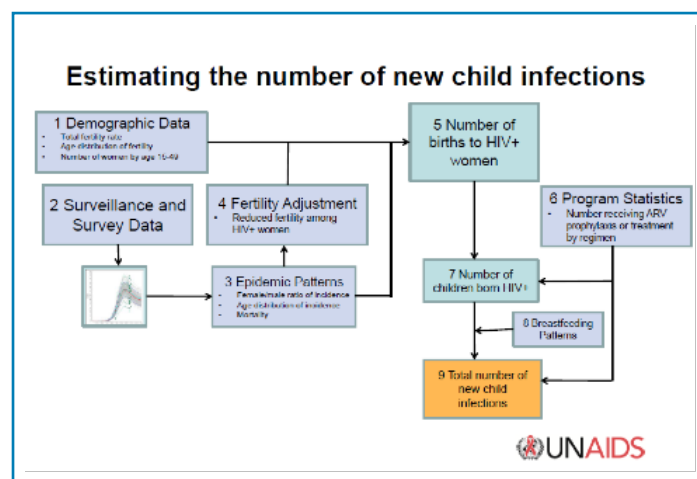 Estimating the number of new child infections
1 Demographic Data
• Total fertility rate
• Age distribution of fertility
• Number of women by age 15-49
2 Surveillance and
Survey Data
4 Fertility Adjustment
• Reduced fertility among
HIV+ women
3 Epidemic Patterns
• Female/male ratio of incidence
• Age distribution of incidence
• Mortality
5 Number of
births to HIV+
women
6 Program Statistics
• Number receiving ARV
prophylaxis or treatment
by regimen
7 Number of
children born HIV+
8 Breastfeeding
Patterns
9 Total number of
new child
infections
UNAIDS